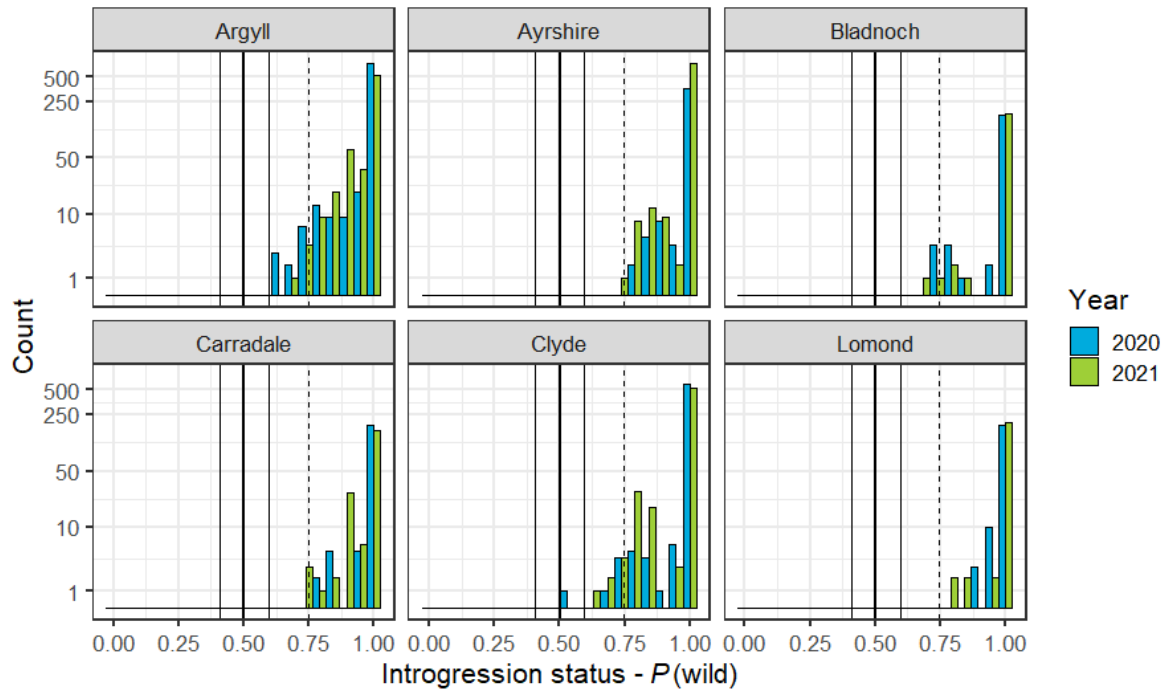 Argyll
Ayrshire
Bladnoch
500
250
50
10
1
Carradale
Clyde
Lomond
500
250
50
10
1
0.00 0.25 0.50 0.75 1.00
0.00 0.25 0.50 0.75 1.00
0.00 0.25 0.50 0.75 1.00
Count
Introgression status - P(wild)
Year
2020
2021